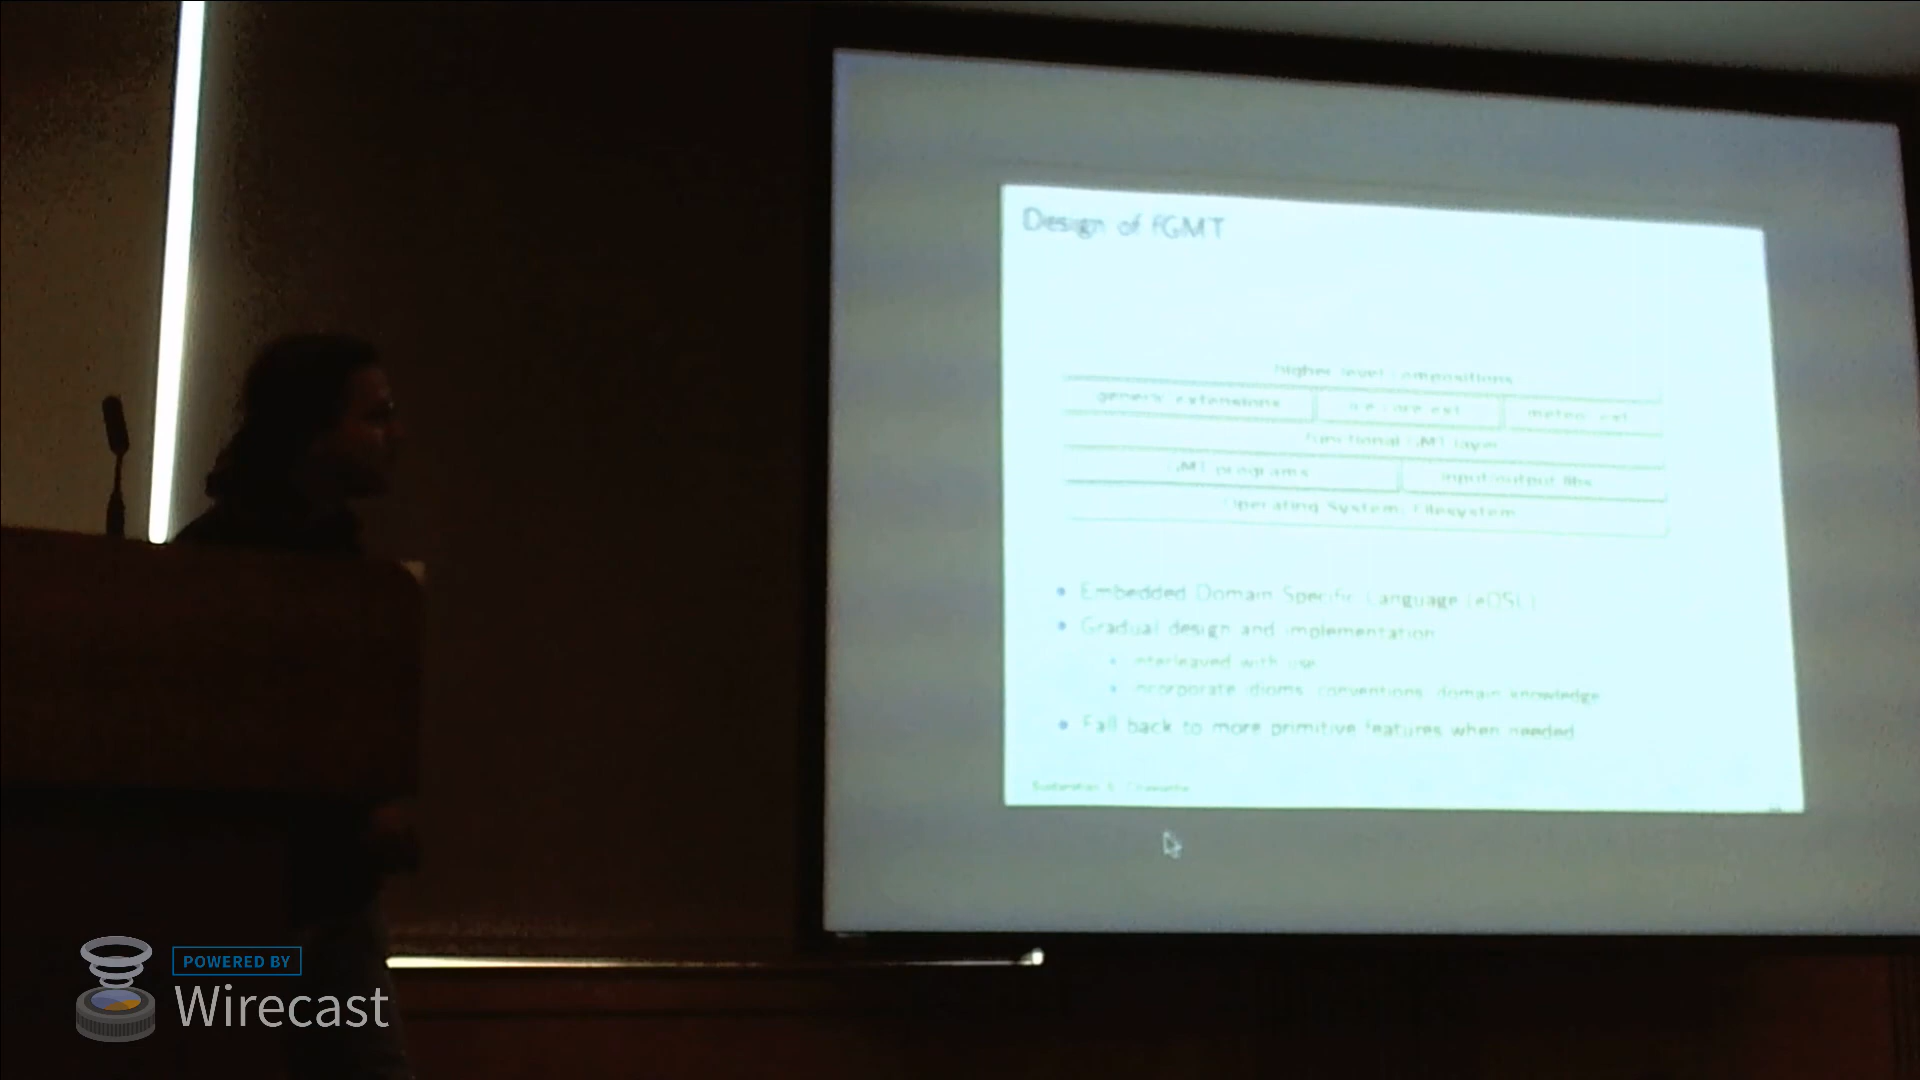 Design of fGMT
higher level compositions
generic extensions
functional GMT layer
GMT programs input/output libs
Operating System, Filesystem
Embedded Domain Specific Language (eDSL)
Gradual design and implementation
interleaved with use
incorporate idioms, conventions, domain knowledge
Fall back to more primitive features when needed
POWERED BY
Wirecast